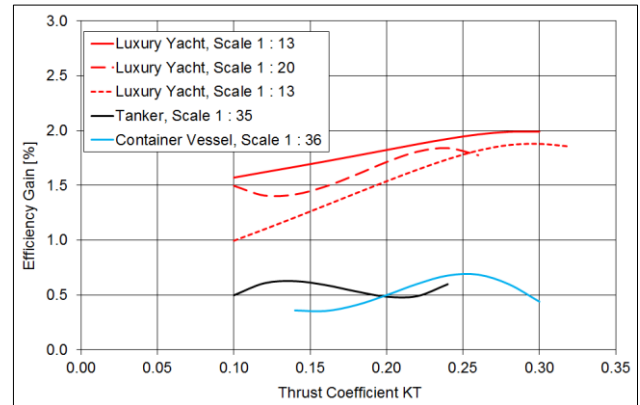 3.0
2.5
2.0
1.5
1.0
0.5
0.0
Efficiency Gain [%]
Luxury Yacht, Scale 1 : 13
Luxury Yacht, Scale 1 : 20
Luxury Yacht, Scale 1 : 13
Tanker, Scale 1 : 35
Container Vessel, Scale 1 : 36
0.00 0.05 0.10 0.15 0.20 0.25 0.30 0.35
Thrust Coefficient KT